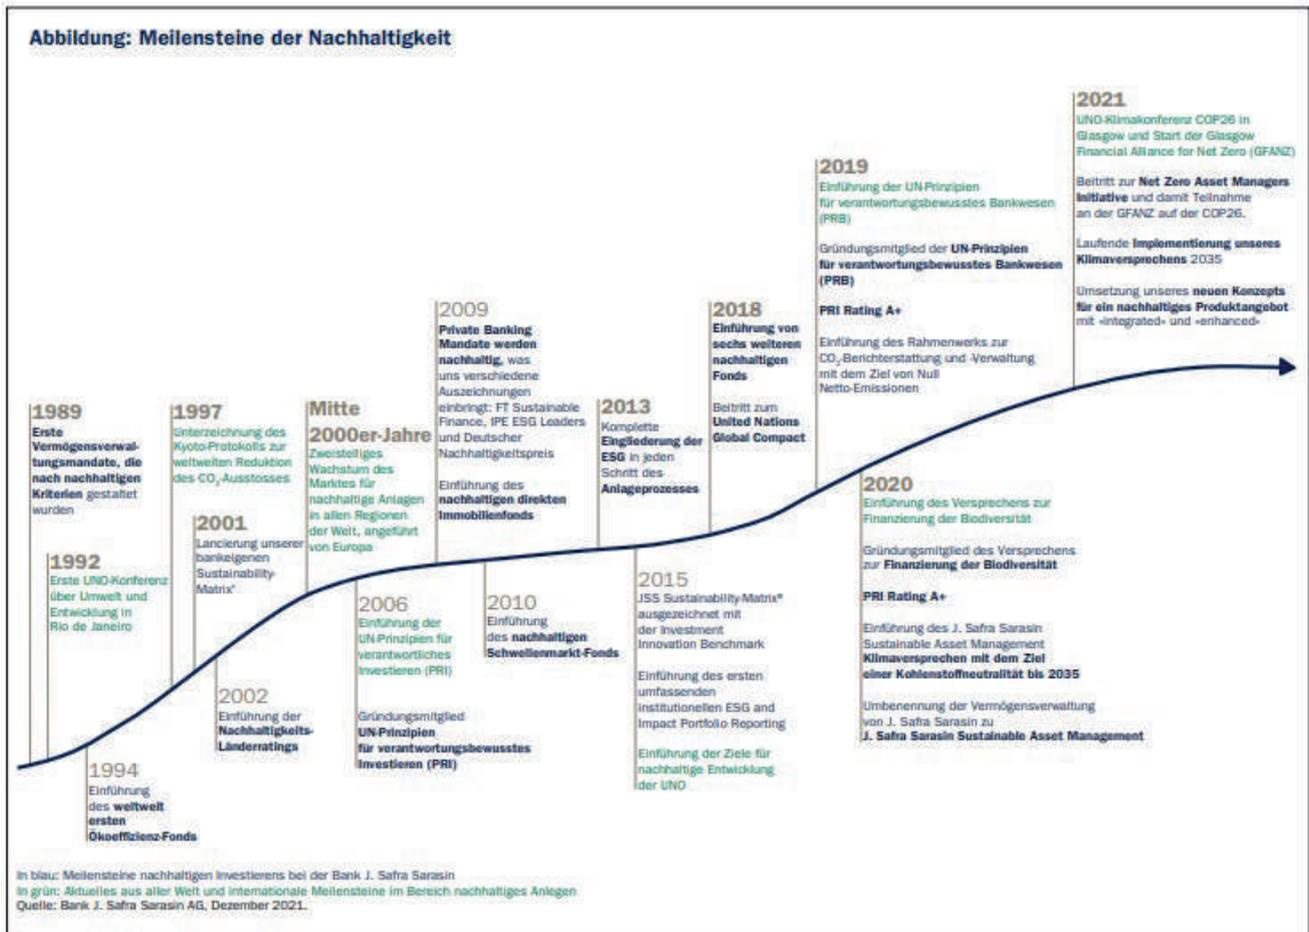 Abbildung: Meilensteine der Nachhaltigkeit
1989
Erste
Vermögensverwal-
tungsmandate, die
nach nachhaltigen
Kriterien gestaltet
wurden
1992
Erste UNO-Konferenz
über Umwelt und
Entwicklung in
Rio de Janeiro
1994
Einführung
des weltweit
ersten
Ökoeffizienz-Fonds
1997
Unterzeichnung des
Kyoto-Protokolls zur
weltweiten Reduktion
des CO₂-Ausstosses
2001
Lancierung unserer
bankeigenen
Sustainability-
Matrix®
2002
Einführung der
Nachhaltigkeits-
Länderratings
Mitte
2000er-Jahre
Zweistelliges
Wachstum des
Marktes für
nachhaltige Anlagen
in allen Regionen
der Welt, angeführt
von Europa
2006
Einführung der
UN-Prinzipien für
verantwortliches
Investieren (PRI)
Gründungsmitglied
UN-Prinzipien
für verantwortungsbewusstes
Investieren (PRI)
2009
Private Banking
Mandate werden
nachhaltig, was
uns verschiedene
Auszeichnungen
einbringt: FT Sustainable
Finance, IPE ESG Leaders
und Deutscher
Nachhaltigkeitspreis
Einführung des
nachhaltigen direkten
Immobilienfonds
2010
Einführung
des nachhaltigen
Schwellenmarkt-Fonds
2013
Komplette
Eingliederung der
ESG in jeden
Schritt des
Anlageprozesses
2015
JSS Sustainability-Matrix®
ausgezeichnet mit
der Investment
Innovation Benchmark
Einführung des ersten
umfassenden
institutionellen ESG and
Impact Portfolio Reporting
Einführung der Ziele für
nachhaltige Entwicklung
der UNO
2018
Einführung von
sechs weiteren
nachhaltigen
Fonds
Beitritt zum
United Nations
Global Compact
2019
Einführung der UN-Prinzipien
für verantwortungsbewusstes Bankwesen
(PRB)
Gründungsmitglied der UN-Prinzipien
für verantwortungsbewusstes Bankwesen
(PRB)
PRI Rating A+
Einführung des Rahmenwerks zur
CO₂-Berichterstattung und -Verwaltung
mit dem Ziel von Null
Netto-Emissionen
2020
Einführung des Versprechens zur
Finanzierung der Biodiversität
Gründungsmitglied des Versprechens
zur Finanzierung der Biodiversität
PRI Rating A+
Einführung des J. Safra Sarasin
Sustainable Asset Management
Klimaversprechen mit dem Ziel
einer Kohlenstoffneutralität bis 2035
Umbenennung der Vermögensverwaltung
von J. Safra Sarasin zu
J. Safra Sarasin Sustainable Asset Management
2021
UNO-Klimakonferenz COP26 in
Glasgow und Start der Glasgow
Financial Alliance for Net Zero (GFANZ)
Beitritt zur Net Zero Asset Managers
Initiative und damit Teilnahme
an der GFANZ auf der COP26.
Laufende Implementierung unseres
Klimaversprechens 2035
Umsetzung unseres neuen Konzepts
für ein nachhaltiges Produktangebot
mit «integrated» und «enhanced»
In blau: Meilensteine nachhaltigen Investierens bei der Bank J. Safra Sarasin
In grün: Aktuelles aus aller Welt und internationale Meilensteine im Bereich nachhaltiges Anlegen
Quelle: Bank J. Safra Sarasin AG, Dezember 2021.